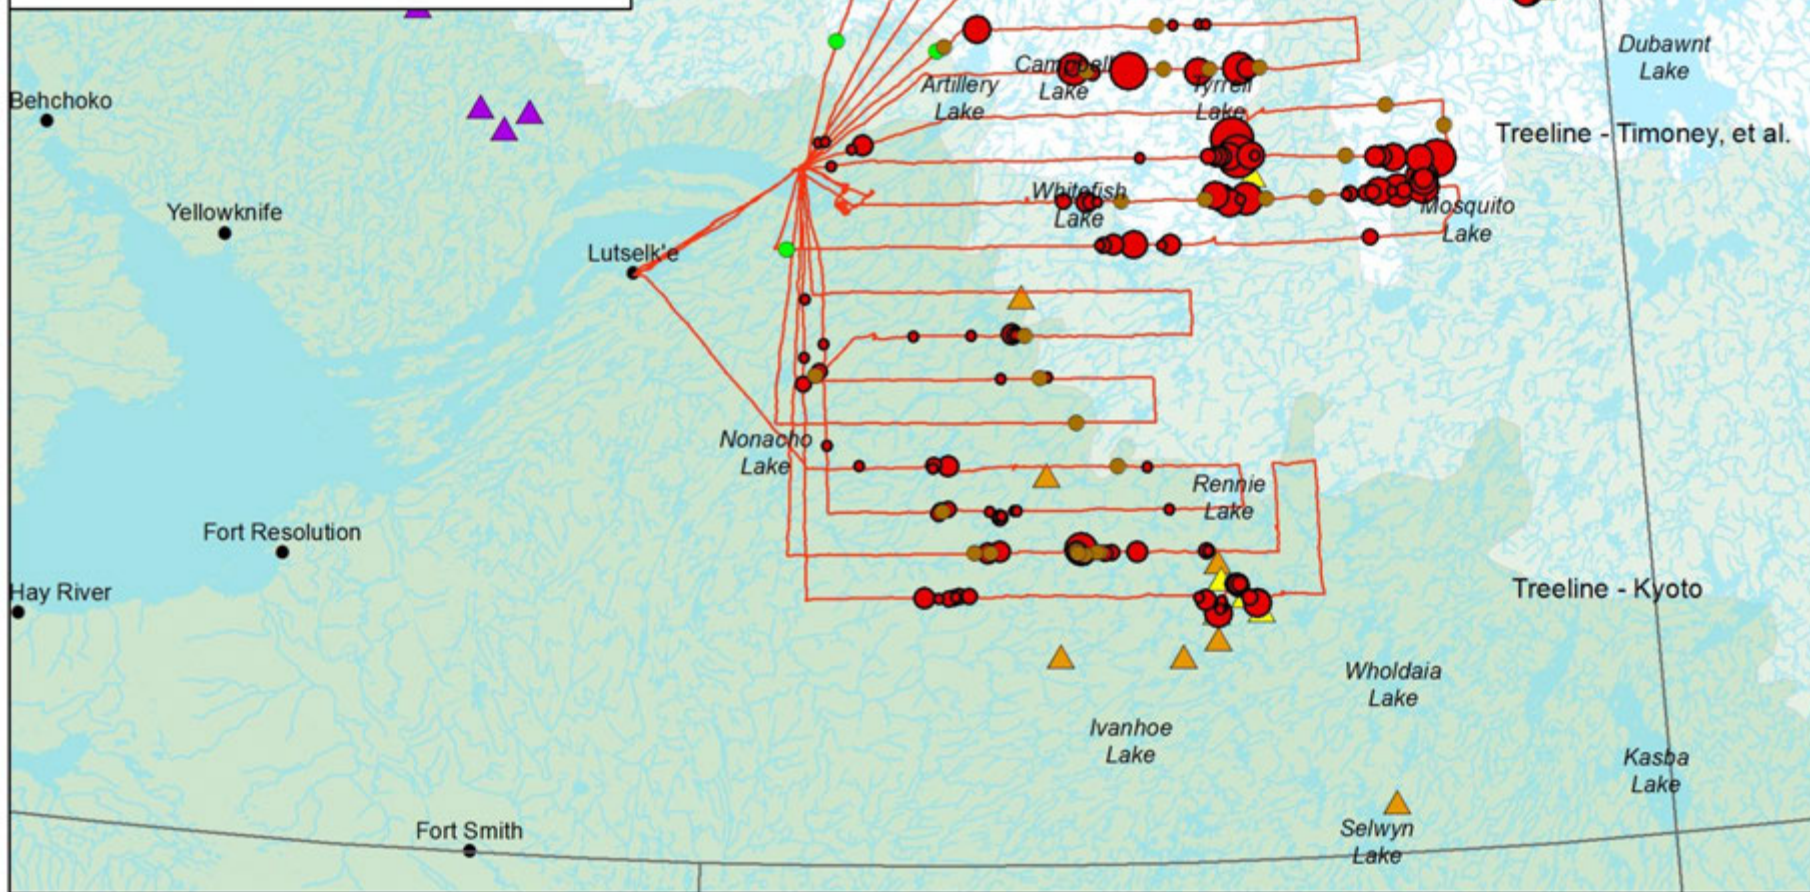 Dubawnt
Lake
Campbell
Lake
Artillery
Lake
Tyrrell
Lake
Behchoko
Treeline - Timoney, et al.
Whitefish
Lake
Mosquito
Lake
Yellowknife
Lutselk'e
Nonacho
Lake
Rennie
Lake
Fort Resolution
Hay River
Treeline - Kyoto
Wholdaia
Lake
Ivanhoe
Lake
Kasba
Lake
Fort Smith
Selwyn
Lake